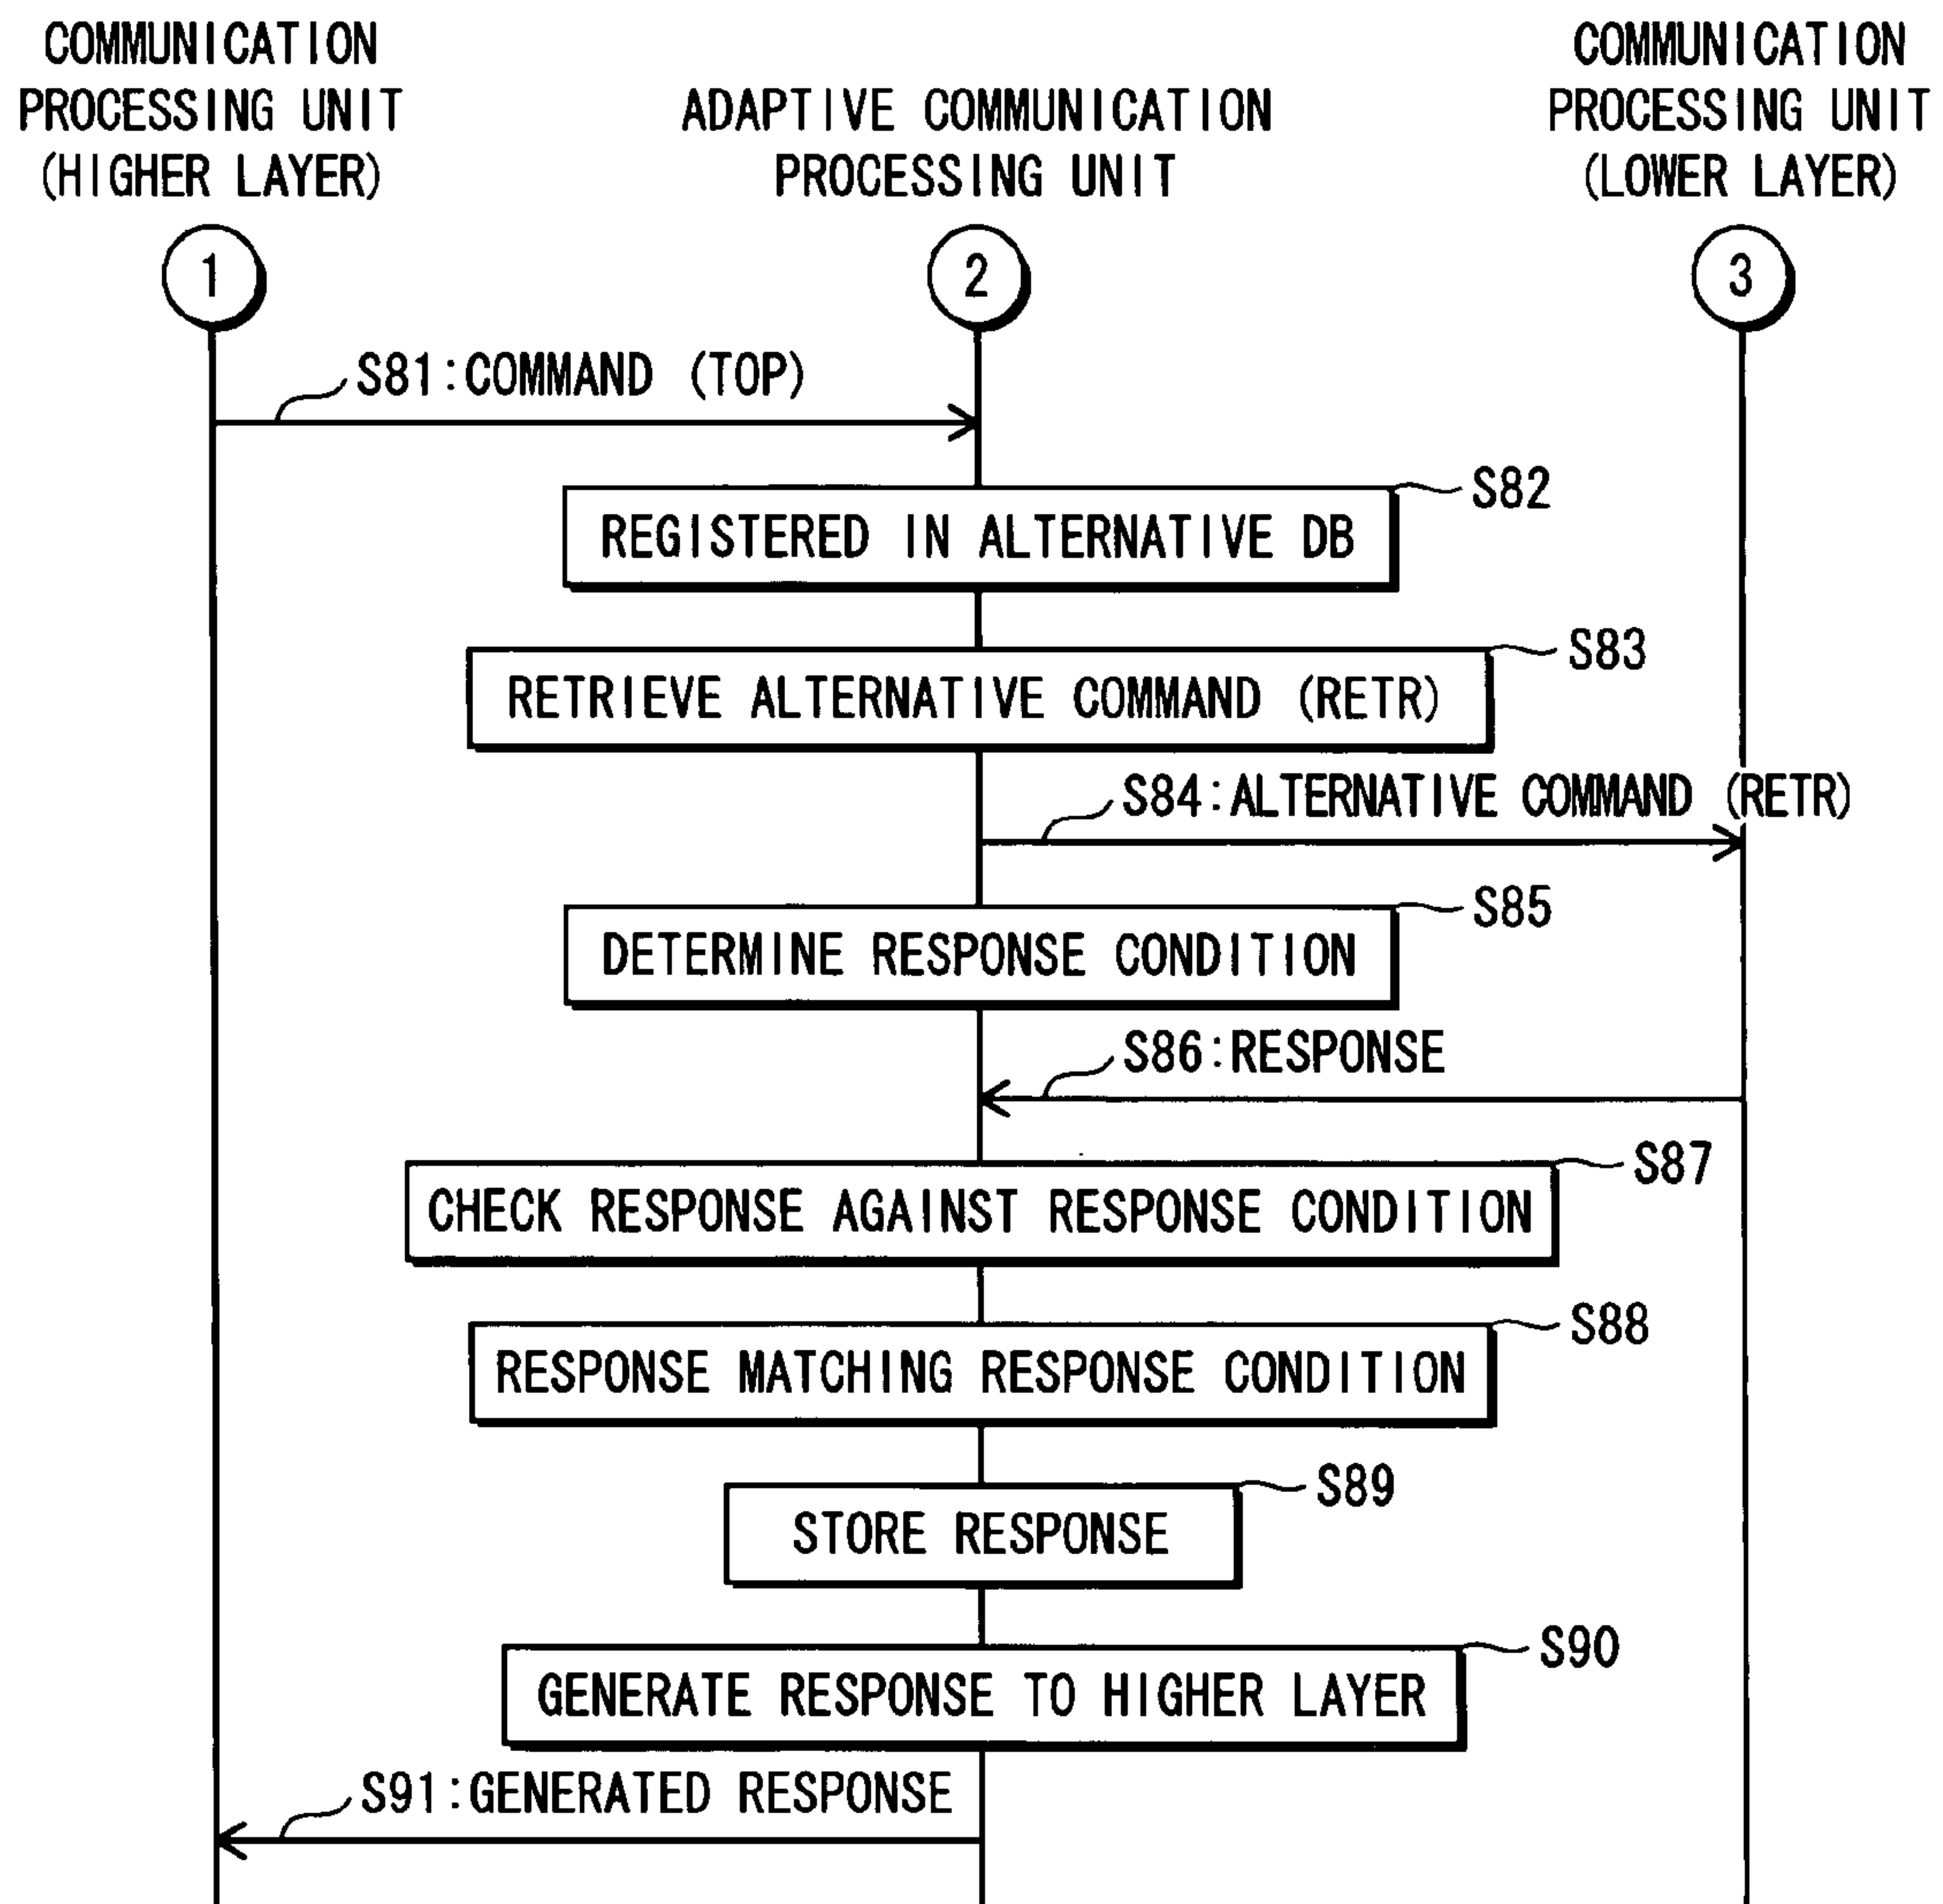 COMMUNICATION
PROCESSING UNIT
(HIGHER LAYER)
ADAPTIVE COMMUNICATION
PROCESSING UNIT
COMMUNICATION
PROCESSING UNIT
(LOWER LAYER)
1
2
3
S81:COMMAND (TOP)
S82
REGISTERED IN ALTERNATIVE DB
S83
RETRIEVE ALTERNATIVE COMMAND (RETR)
S84:ALTERNATIVE COMMAND (RETR)
S85
DETERMINE RESPONSE CONDITION
S86:RESPONSE
S87
CHECK RESPONSE AGAINST RESPONSE CONDITION
S88
RESPONSE MATCHING RESPONSE CONDITION
S89
STORE RESPONSE
S90
GENERATE RESPONSE TO HIGHER LAYER
S91:GENERATED RESPONSE